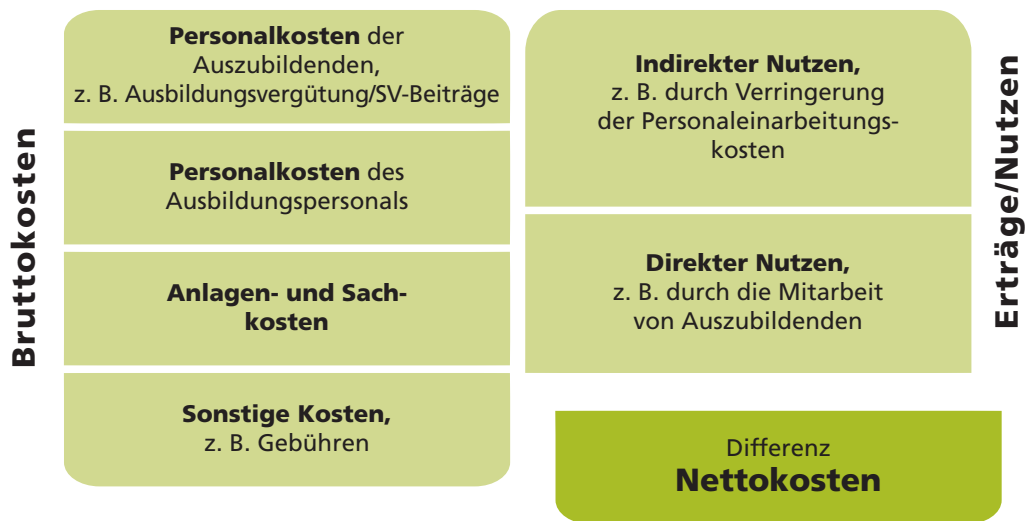 Bruttokosten
Personalkosten der
Auszubildenden,
z. B. Ausbildungsvergütung/SV-Beiträge
Personalkosten des
Ausbildungspersonals
Anlagen- und Sach-
kosten
Sonstige Kosten,
z. B. Gebühren
Indirekter Nutzen,
z. B. durch Verringerung
der Personaleinarbeitungs-
kosten
Direkter Nutzen,
z. B. durch die Mitarbeit
von Auszubildenden
Erträge/Nutzen
Differenz
Nettokosten